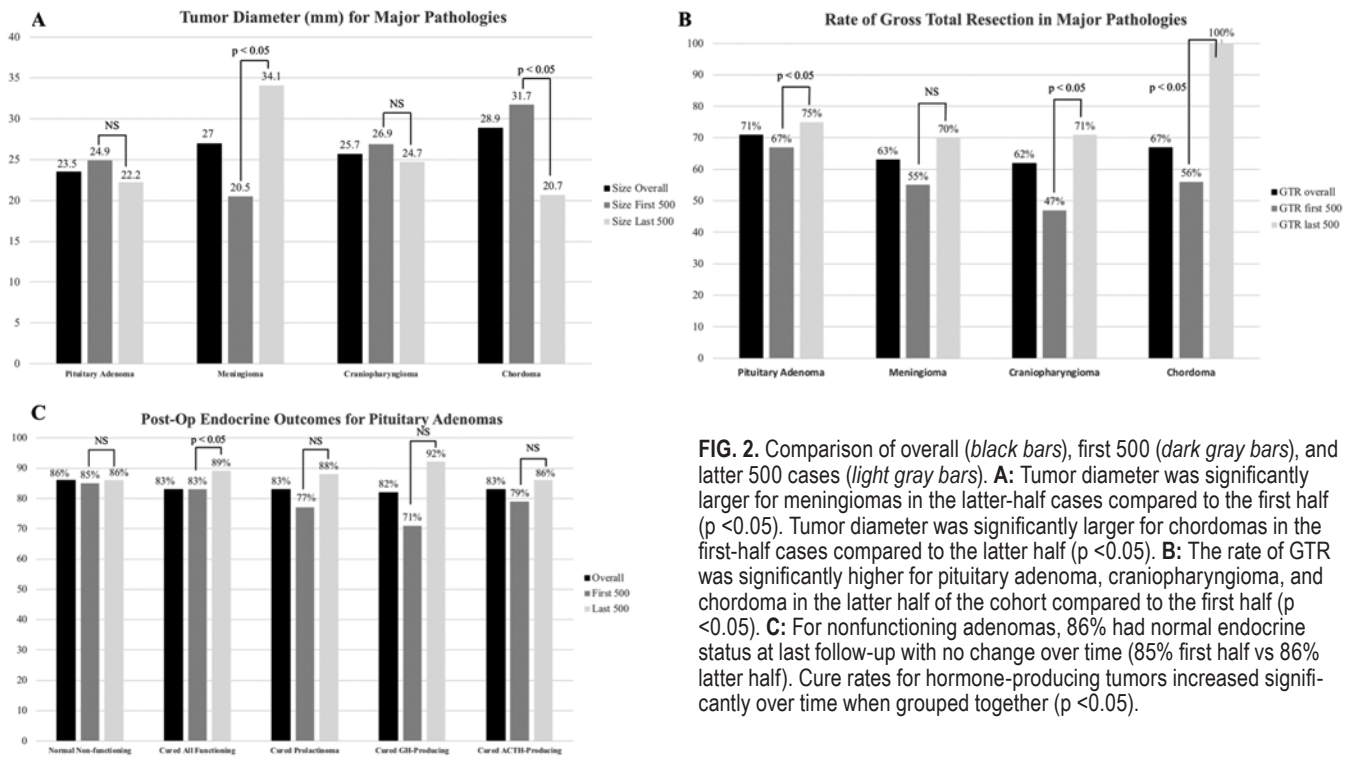 A
Tumor Diameter (mm) for Major Pathologies
40
35
30
25
20
15
10
5
0
23.5
NS
24.9
22.2
27
p < 0.05
20.5
34.1
25.7
NS
26.9
24.7
28.9
p < 0.05
31.7
20.7
Pituitary Adenoma
Meningioma
Craniopharyngioma
Chordoma
Size Overall
Size First 500
Size Last 500
B
Rate of Gross Total Resection in Major Pathologies
100
90
80
70
60
50
40
30
20
10
0
71%
p < 0.05
67%
75%
63%
NS
55%
70%
62%
p < 0.05
47%
71%
67%
p < 0.05
56%
100%
Pituitary Adenoma
Meningioma
Craniopharyngioma
Chordoma
GTR overall
GTR first 500
GTR last 500
C
Post-Op Endocrine Outcomes for Pituitary Adenomas
100
90
80
70
60
50
40
30
20
10
0
86%
NS
85%
86%
83%
p < 0.05
83%
89%
83%
NS
77%
88%
82%
NS
71%
92%
83%
NS
79%
86%
Normal Non-functioning
Cured All Functioning
Cured Prolactinoma
Cured GH-Producing
Cured ACTH-Producing
Overall
First 500
Last 500
FIG. 2. Comparison of overall (black bars), first 500 (dark gray bars), and
latter 500 cases (light gray bars). A: Tumor diameter was significantly
larger for meningiomas in the latter-half cases compared to the first half
(p <0.05). Tumor diameter was significantly larger for chordomas in the
first-half cases compared to the latter half (p <0.05). B: The rate of GTR
was significantly higher for pituitary adenoma, craniopharyngioma, and
chordoma in the latter half of the cohort compared to the first half (p
<0.05). C: For nonfunctioning adenomas, 86% had normal endocrine
status at last follow-up with no change over time (85% first half vs 86%
latter half). Cure rates for hormone-producing tumors increased signifi-
cantly over time when grouped together (p <0.05).